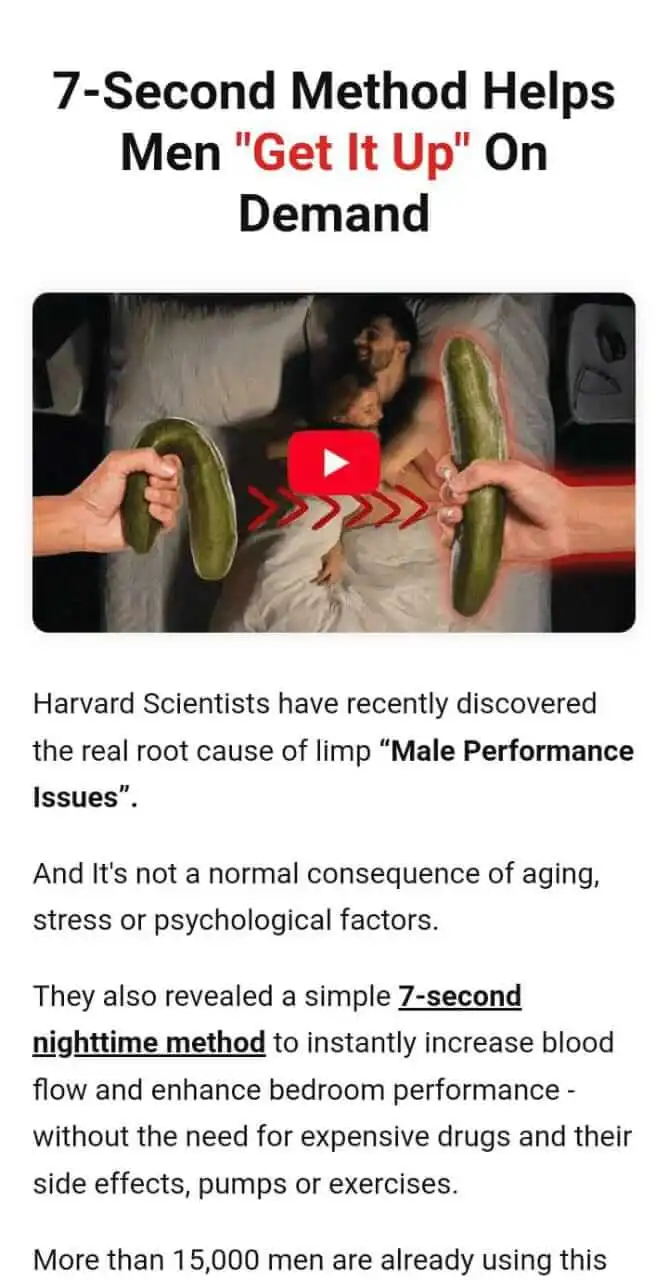 7-Second Method Helps
Men "Get It Up" On
Demand
Harvard Scientists have recently discovered
the real root cause of limp “Male Performance
Issues”.
And It's not a normal consequence of aging,
stress or psychological factors.
They also revealed a simple 7-second
nighttime method to instantly increase blood
flow and enhance bedroom performance -
without the need for expensive drugs and their
side effects, pumps or exercises.
More than 15,000 men are already using this